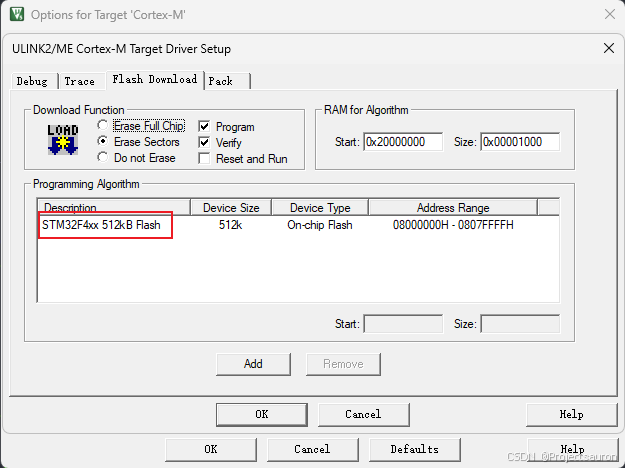 Options for Target 'Cortex-M'
ULINK2/ME Cortex-M Target Driver Setup
Debug Trace Flash Download Pack
Download Function
LOAD
Erase Full Chip
Erase Sectors
Do not Erase
Program
Verify
Reset and Run
RAM for Algorithm
Start: 0x20000000 Size: 0x00001000
Programming Algorithm
Description Device Size Device Type Address Range
STM32F4xx 512kB Flash 512k On-chip Flash 08000000H - 0807FFFFH
Start: Size:
Add Remove
OK Cancel Help
OK Cancel Defaults Help
CSDN @Projectsauron